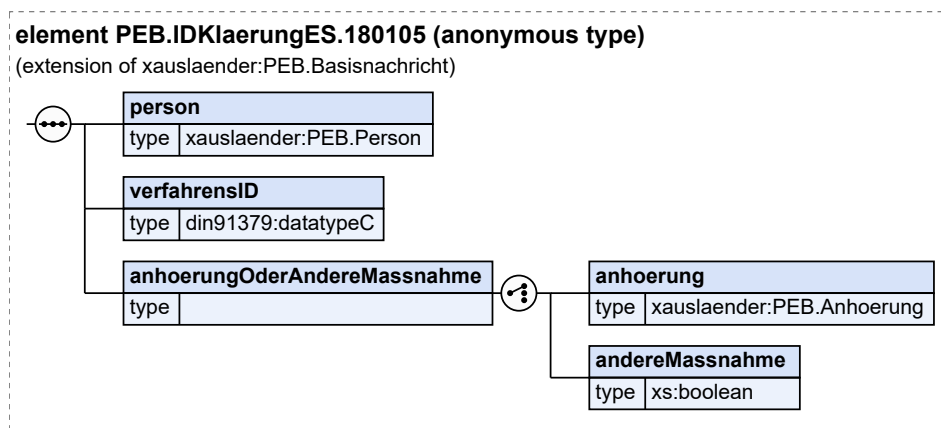 element PEB.IDKlaerungES.180105 (anonymous type)
(extension of xauslaender:PEB.Basisnachricht)
person
type xauslaender:PEB.Person
verfahrensID
type din91379:datatypeC
anhoerungOderAndereMassnahme
type
anhoerung
type xauslaender:PEB.Anhoerung
andereMassnahme
type xs:boolean